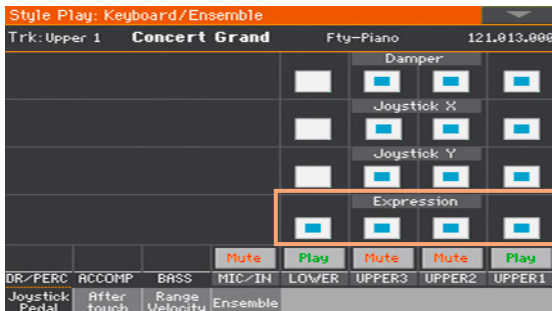 Style Play: Keyboard/Ensemble
Trk:Upper 1 Concert Grand Fty-Piano 121.013.000
Damper
Joystick X
Joystick Y
Expression
Mute Play Mute Mute Play
DR/PERC ACCOMP BASS MIC/IN LOWER UPPER3 UPPER2 UPPER1
Joystick After Range Ensemble
Pedal touch Velocity